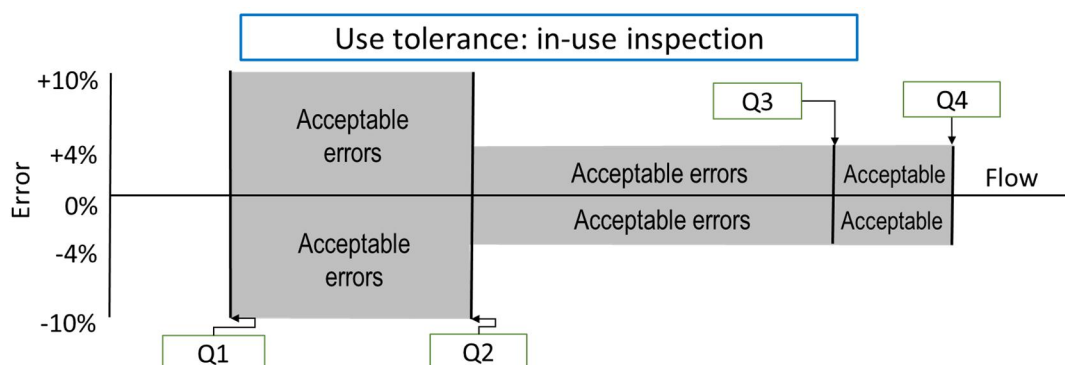 Use tolerance: in-use inspection
+10%
Acceptable
errors
Q3
Q4
+4%
Acceptable errors
Acceptable
Flow
Error
0%
Acceptable errors
Acceptable
Acceptable
errors
-4%
-10%
Q1
Q2